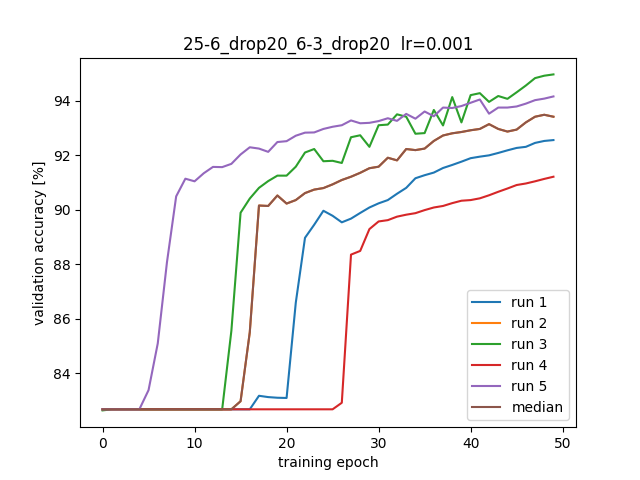 25-6_drop20_6-3_drop20  lr=0.001
validation accuracy [%]
94
92
90
88
86
84
0
10
20
30
40
50
training epoch
run 1
run 2
run 3
run 4
run 5
median